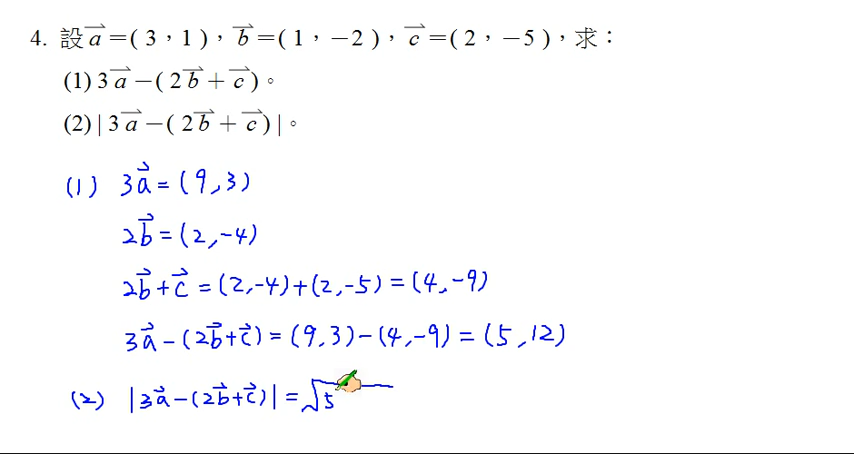 4. 設a⃗＝( 3，1 )，b⃗＝( 1，−2 )，c⃗＝( 2，−5 )，求：
(1) 3a⃗−( 2b⃗＋c⃗ )。
(2) | 3a⃗−( 2b⃗＋c⃗ ) |。
(1) 3a⃗ = (9,3)
2b⃗ = (2,-4)
2b⃗+c⃗ = (2,-4)+(2,-5) = (4,-9)
3a⃗-(2b⃗+c⃗) = (9,3)-(4,-9) = (5,12)
(2) |3a⃗-(2b⃗+c⃗)| = √5